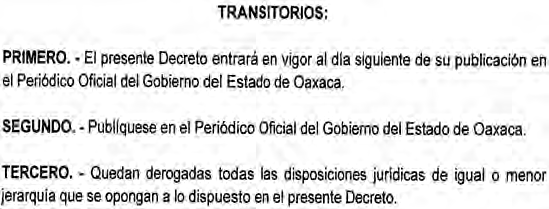 TRANSITORIOS:
PRIMERO. - El presente Decreto entrará en vigor al día siguiente de su publicación en
el Periódico Oficial del Gobierno del Estado de Oaxaca.
SEGUNDO. - Publíquese en el Periódico Oficial del Gobierno del Estado de Oaxaca.
TERCERO. - Quedan derogadas todas las disposiciones jurídicas de igual o menor
jerarquía que se opongan a lo dispuesto en el presente Decreto.